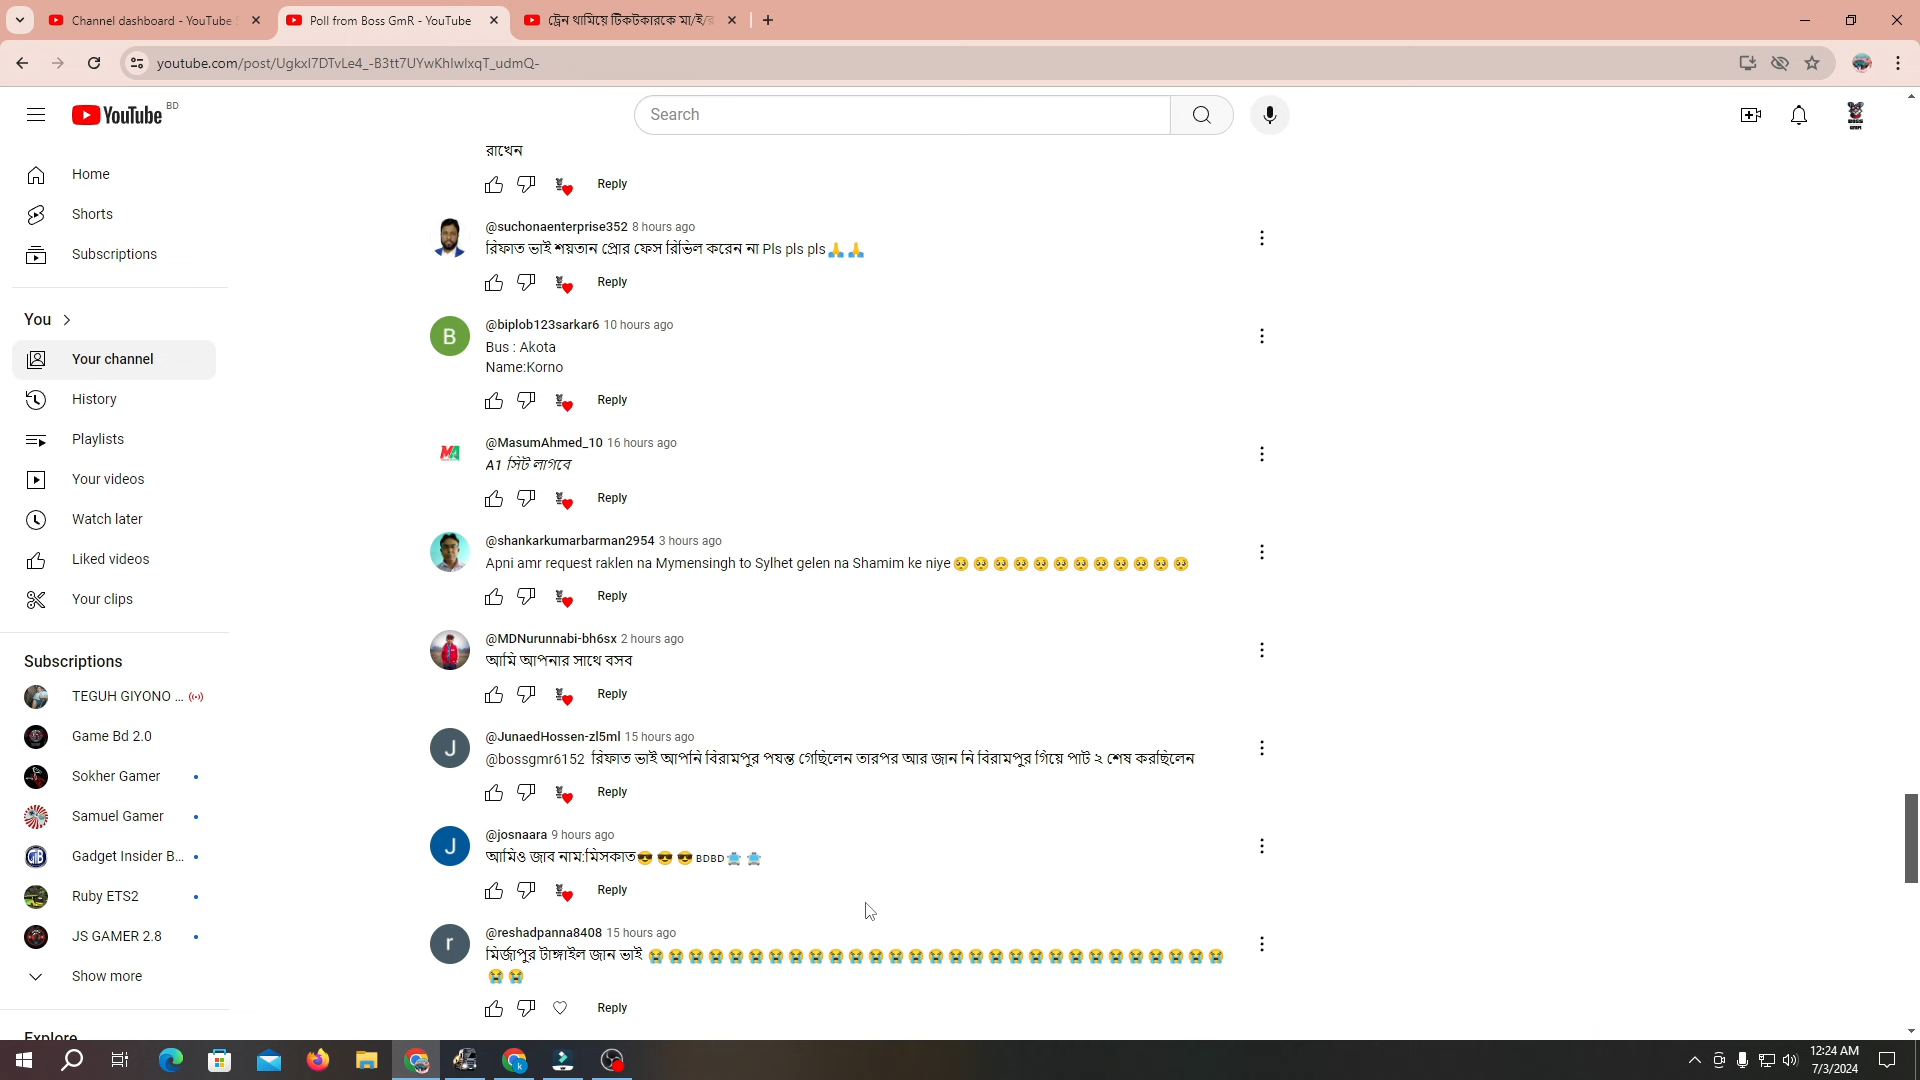 Channel dashboard - YouTube
Poll from Boss GmR - YouTube
ট্রেন থামিয়ে টিকটকারকে মা/ই/
youtube.com/post/UgkxI7DTvLe4_-B3tt7UYwKhIwIxqT_udmQ-
YouTube BD
Search
Home
Shorts
Subscriptions
You
Your channel
History
Playlists
Your videos
Watch later
Liked videos
Your clips
Subscriptions
TEGUH GIYONO ...
Game Bd 2.0
Sokher Gamer
Samuel Gamer
Gadget Insider B...
Ruby ETS2
JS GAMER 2.8
Show more
Explore
রাখেন
Reply
@suchonaenterprise352 8 hours ago
রিফাত ভাই শয়তান প্রোর ফেস রিভিল করেন না Pls pls pls🙏🙏
Reply
B
@biplob123sarkar6 10 hours ago
Bus : Akota
Name:Korno
Reply
MA
@MasumAhmed_10 16 hours ago
A1 সিট লাগবে
Reply
@shankarkumarbarman2954 3 hours ago
Apni amr request raklen na Mymensingh to Sylhet gelen na Shamim ke niye🥺🥺🥺🥺🥺🥺🥺🥺🥺🥺🥺🥺
Reply
@MDNurunnabi-bh6sx 2 hours ago
আমি আপনার সাথে বসব
Reply
J
@JunaedHossen-zl5ml 15 hours ago
@bossgmr6152 রিফাত ভাই আপনি বিরামপুর পযন্ত গেছিলেন তারপর আর জান নি বিরামপুর গিয়ে পাট ২ শেষ করছিলেন
Reply
J
@josnaara 9 hours ago
আমিও জাব নাম:মিসকাত😎😎😎BDBD🚖🚖
Reply
r
@reshadpanna8408 15 hours ago
মির্জাপুর টাঙ্গাইল জান ভাই 😭😭😭😭😭😭😭😭😭😭😭😭😭😭😭😭😭😭😭😭😭😭😭😭😭😭😭😭😭
😭😭
Reply
12:24 AM
7/3/2024